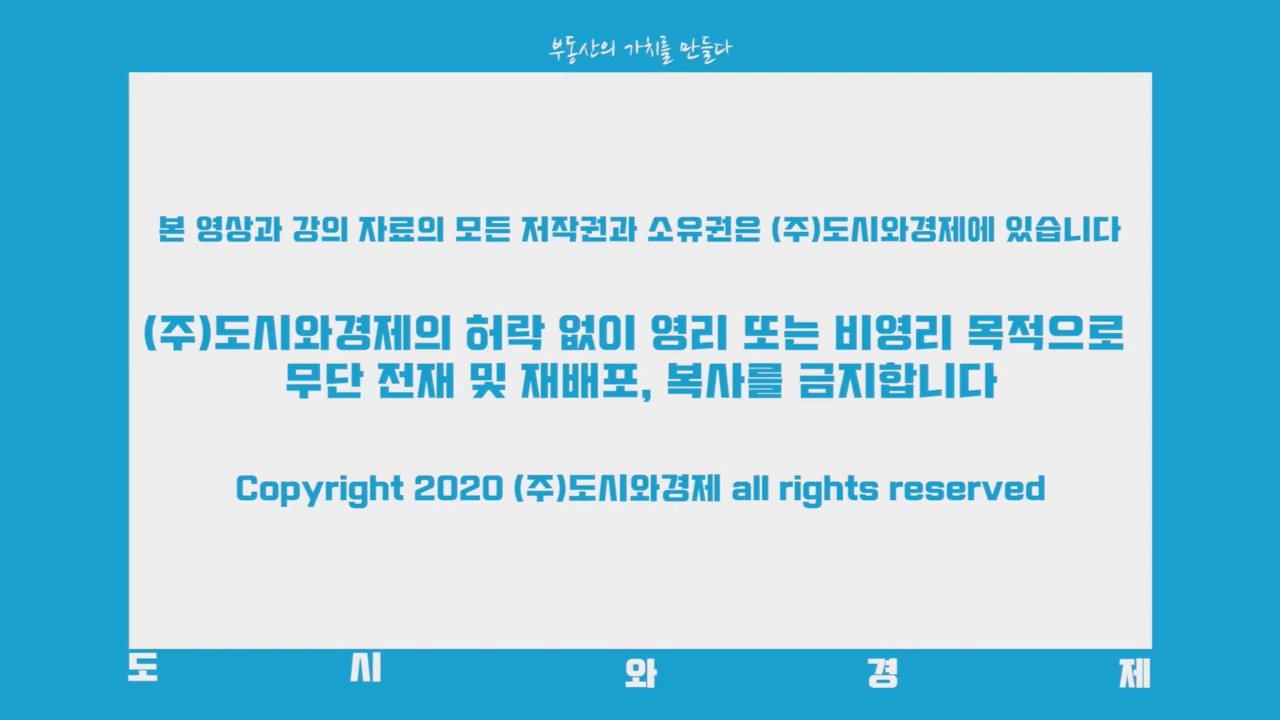 부동산의 가치를 만들다
본 영상과 강의 자료의 모든 저작권과 소유권은 (주)도시와경제에 있습니다
(주)도시와경제의 허락 없이 영리 또는 비영리 목적으로
무단 전재 및 재배포, 복사를 금지합니다
Copyright 2020 (주)도시와경제 all rights reserved
도 시 와 경 제